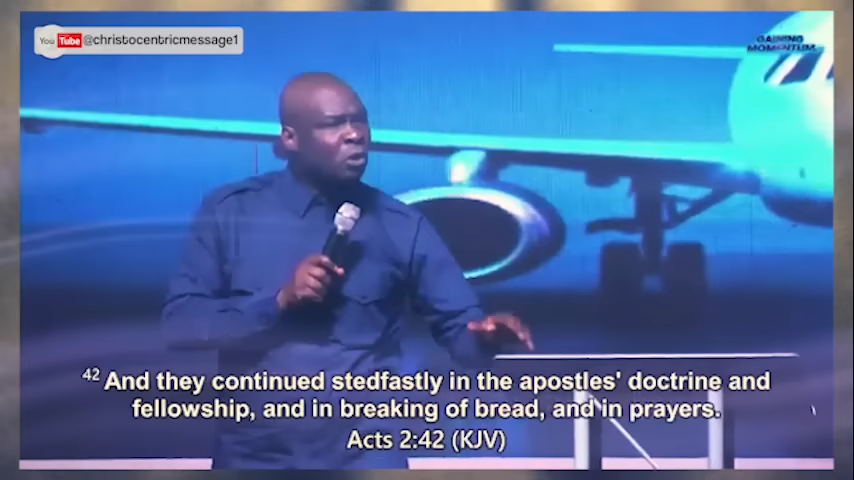 You Tube @christocentricmessage1
GAINING
MOMENTUM
42 And they continued stedfastly in the apostles' doctrine and
fellowship, and in breaking of bread, and in prayers.
Acts 2:42 (KJV)